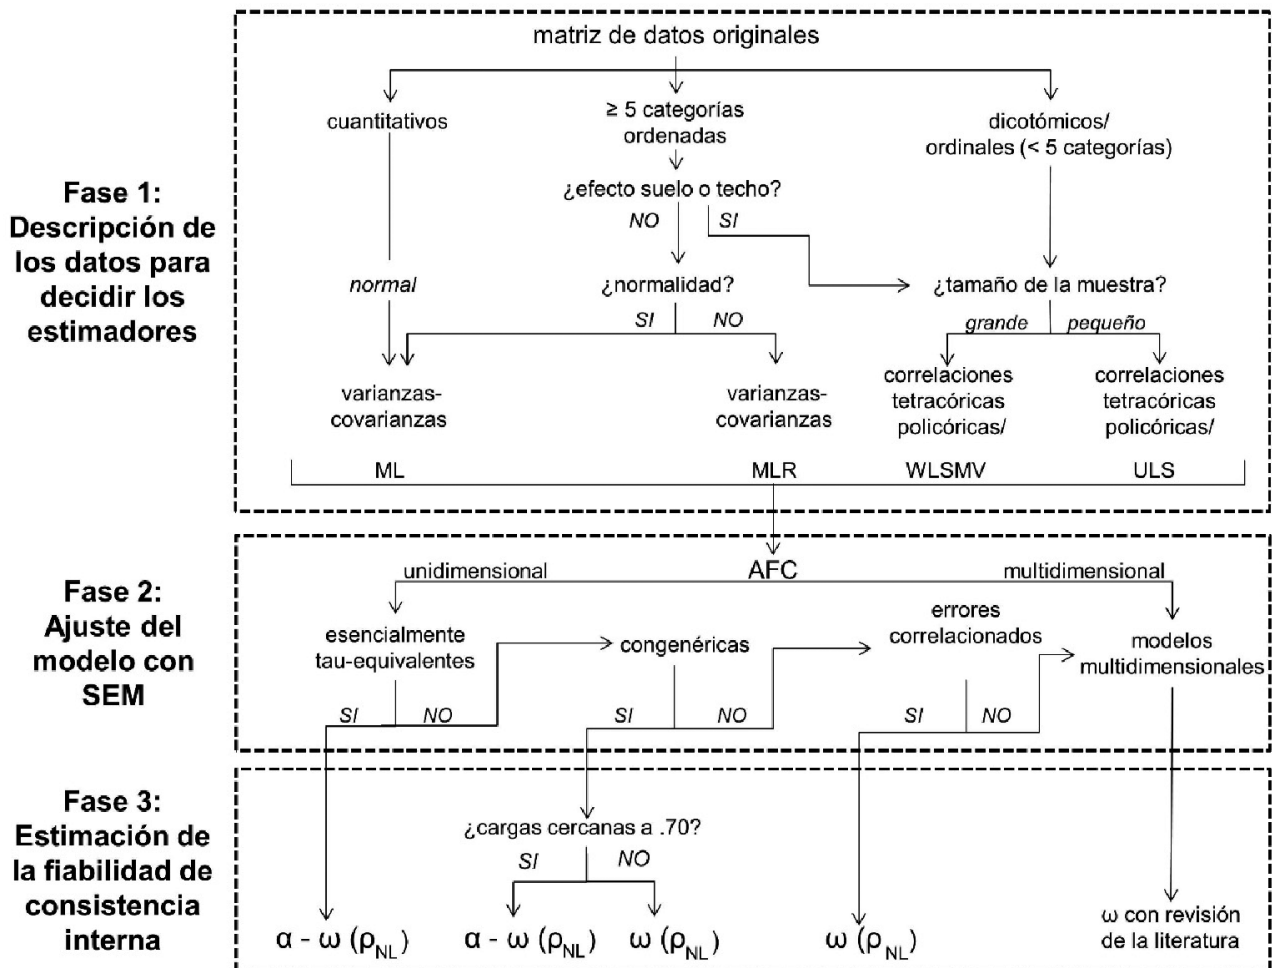 matriz de datos originales
cuantitativos
≥ 5 categorías
ordenadas
dicotómicos/
ordinales (< 5 categorías)
¿efecto suelo o techo?
NO
SI
Fase 1:
Descripción de
los datos para
decidir los
estimadores
normal
¿normalidad?
¿tamaño de la muestra?
SI
NO
grande
pequeño
varianzas-
covarianzas
varianzas-
covarianzas
correlaciones
tetracóricas
policóricas/
correlaciones
tetracóricas
policóricas/
ML
MLR
WLSMV
ULS
Fase 2:
Ajuste del
modelo con
SEM
unidimensional
AFC
multidimensional
esencialmente
tau-equivalentes
congenéricas
errores
correlacionados
modelos
multidimensionales
SI
NO
SI
NO
SI
NO
Fase 3:
Estimación de
la fiabilidad de
consistencia
interna
¿cargas cercanas a .70?
SI
NO
α - ω (ρNL)
α - ω (ρNL)
ω (ρNL)
ω (ρNL)
ω con revisión
de la literatura